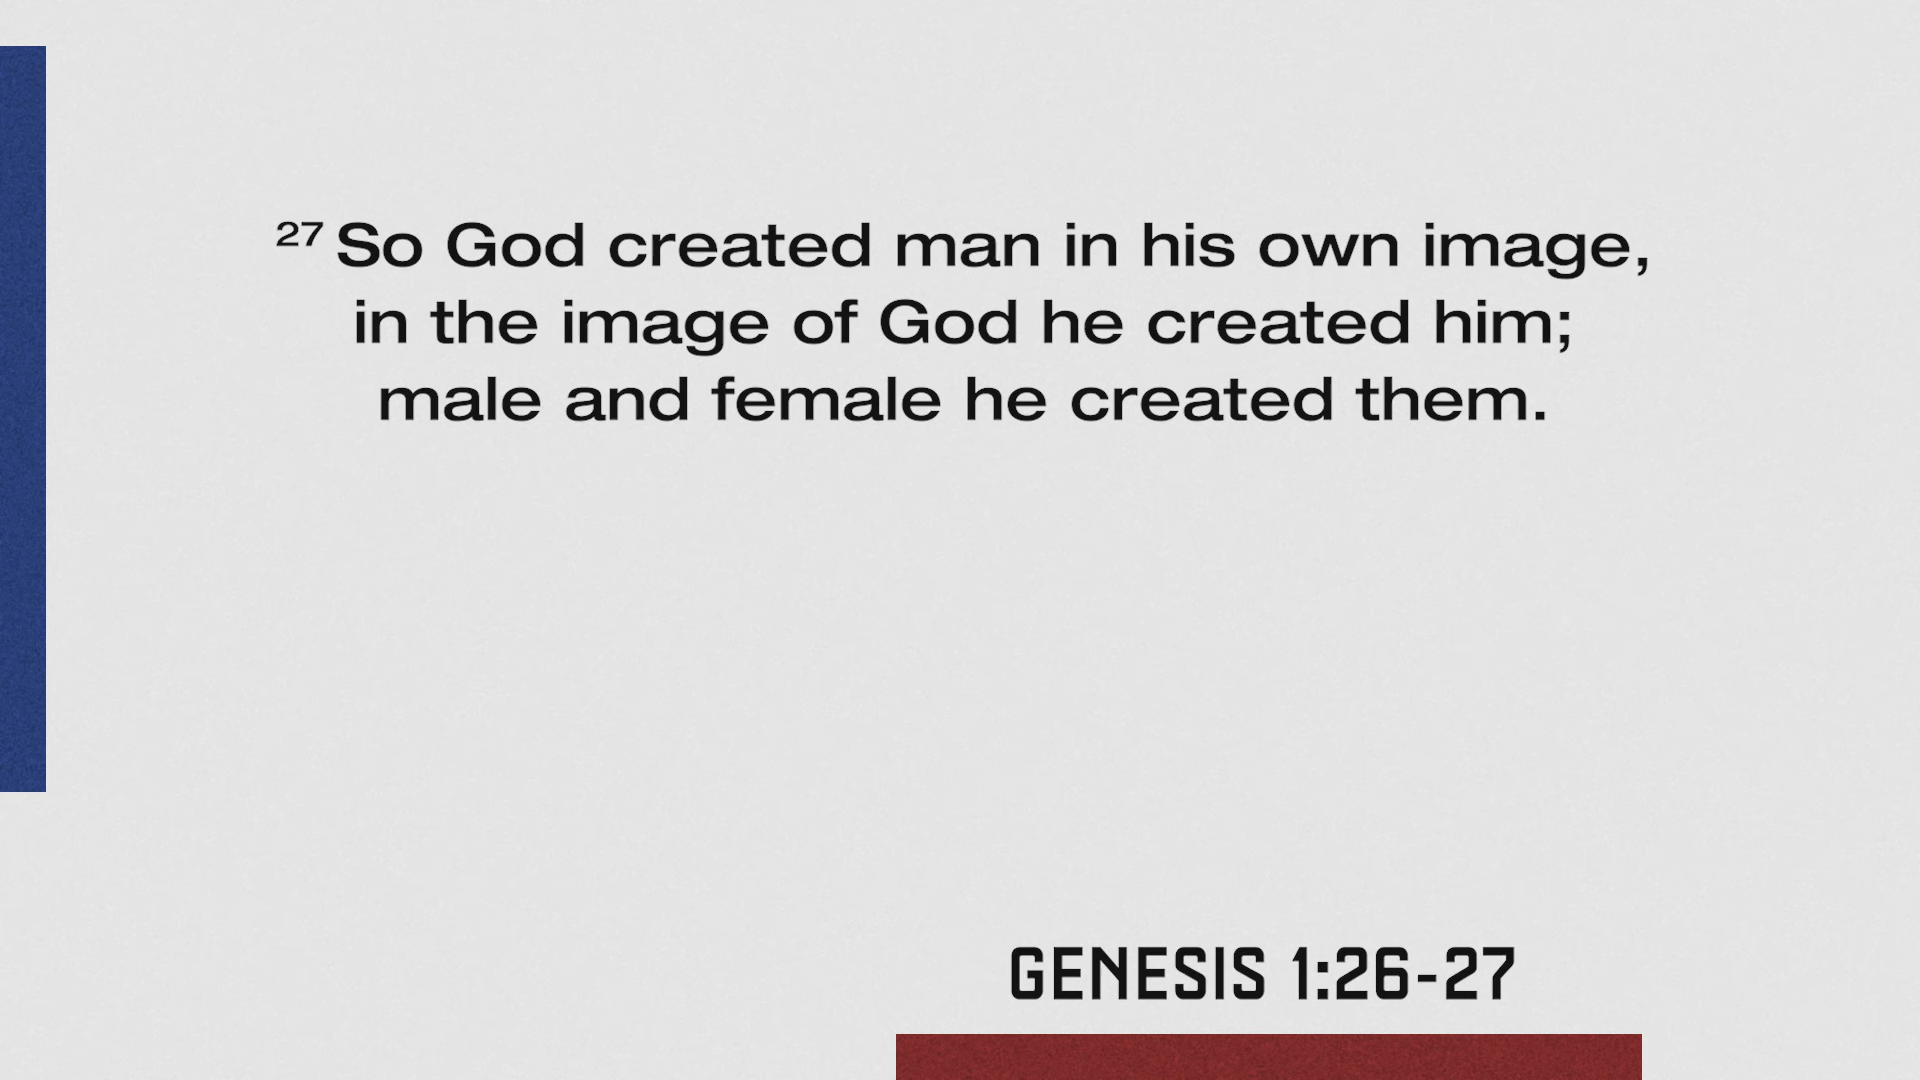 27 So God created man in his own image,
in the image of God he created him;
male and female he created them.
GENESIS 1:26-27